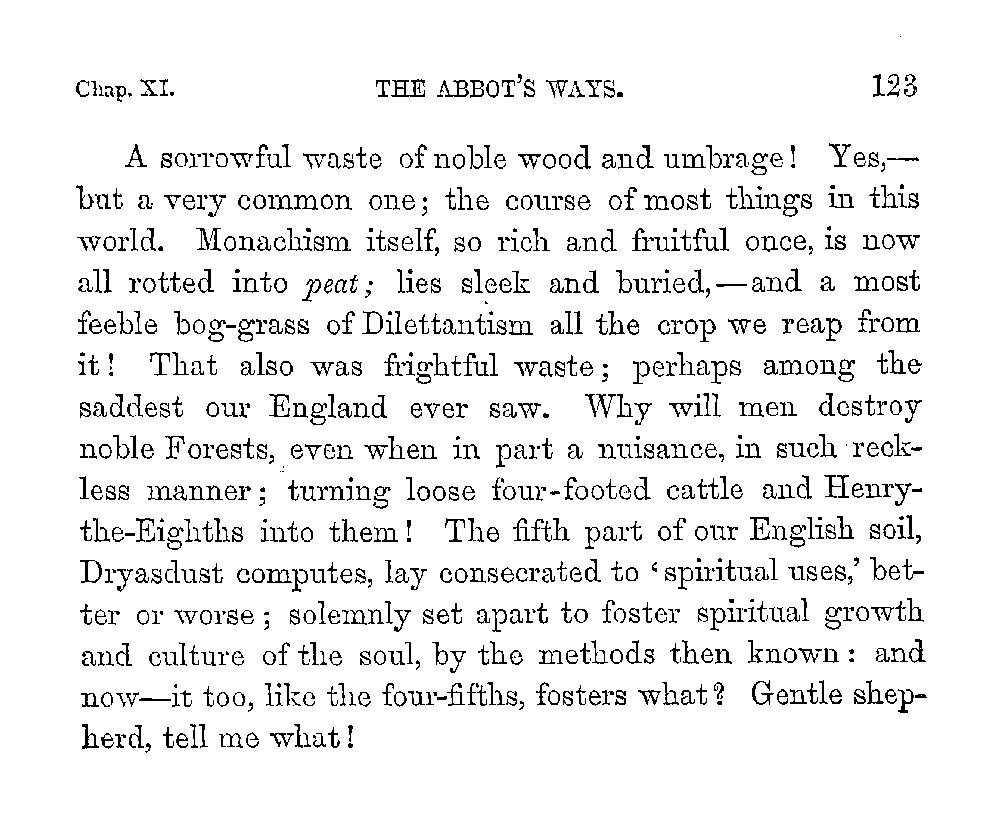 Chap. XI. THE ABBOT'S WAYS. 123
A sorrowful waste of noble wood and umbrage! Yes,—
but a very common one; the course of most things in this
world. Monachism itself, so rich and fruitful once, is now
all rotted into peat; lies sleek and buried,—and a most
feeble bog-grass of Dilettantism all the crop we reap from
it! That also was frightful waste; perhaps among the
saddest our England ever saw. Why will men destroy
noble Forests, even when in part a nuisance, in such reck-
less manner; turning loose four-footed cattle and Henry-
the-Eighths into them! The fifth part of our English soil,
Dryasdust computes, lay consecrated to ‘spiritual uses,’ bet-
ter or worse; solemnly set apart to foster spiritual growth
and culture of the soul, by the methods then known: and
now—it too, like the four-fifths, fosters what? Gentle shep-
herd, tell me what!